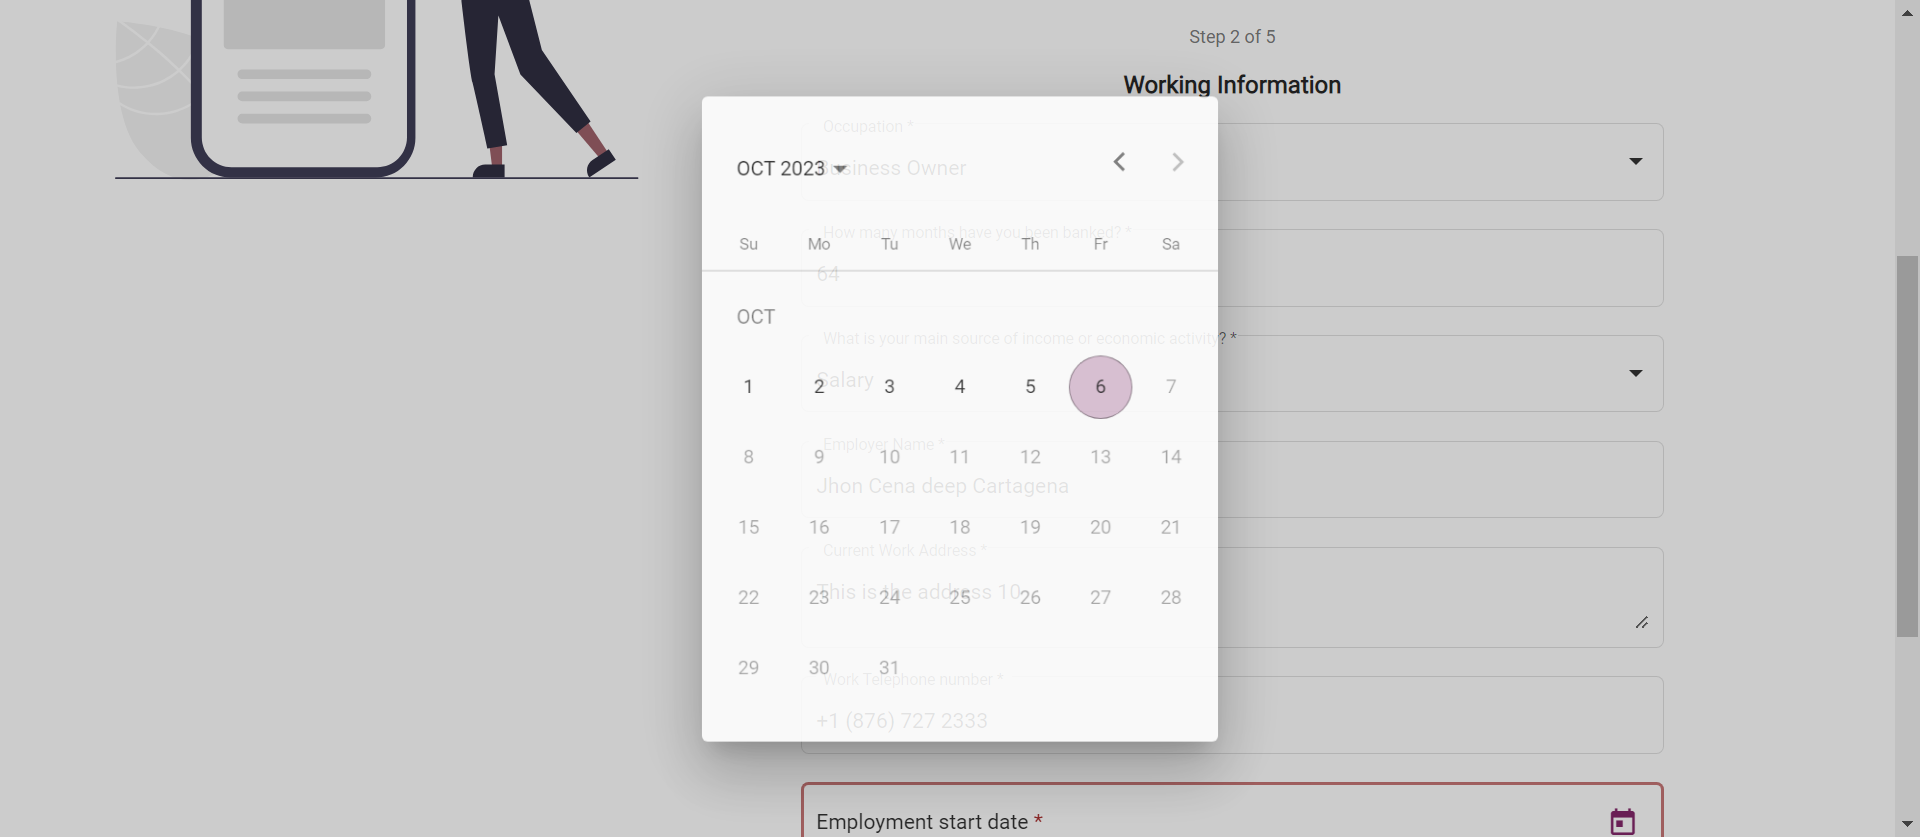 Step 2 of 5
Working Information
Occupation *
Business Owner
OCT 2023
How many months have you been banked? *
64
Su Mo Tu We Th Fr Sa
OCT
What is your main source of income or economic activity? *
Salary
1 2 3 4 5 6 7
Employer Name *
Jhon Cena deep Cartagena
8 9 10 11 12 13 14
15 16 17 18 19 20 21
Current Work Address *
This is the address 10
22 23 24 25 26 27 28
29 30 31
Work Telephone number *
+1 (876) 727 2333
Employment start date *